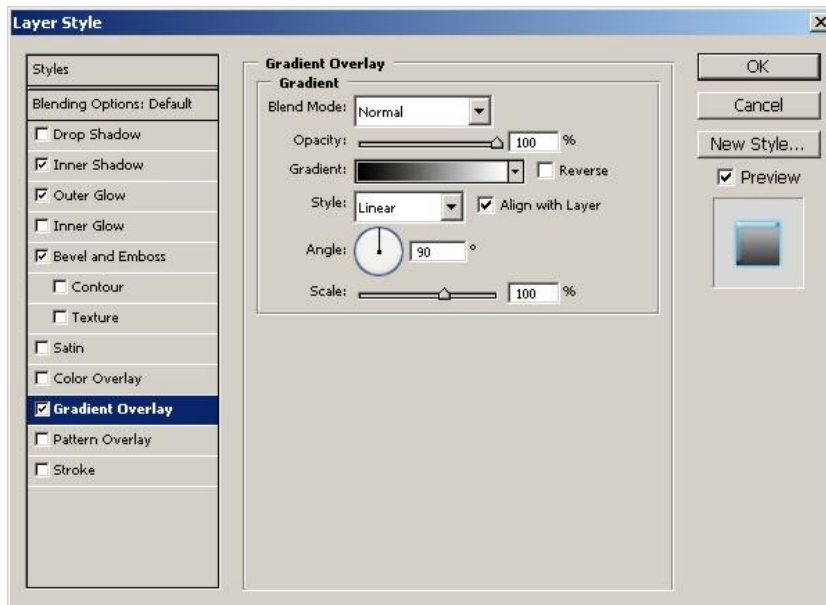 Layer Style
Styles
Blending Options: Default
Drop Shadow
Inner Shadow
Outer Glow
Inner Glow
Bevel and Emboss
Contour
Texture
Satin
Color Overlay
Gradient Overlay
Pattern Overlay
Stroke
Gradient Overlay
Gradient
Blend Mode: Normal
Opacity: 100 %
Gradient: Reverse
Style: Linear Align with Layer
Angle: 90 °
Scale: 100 %
OK
Cancel
New Style...
Preview